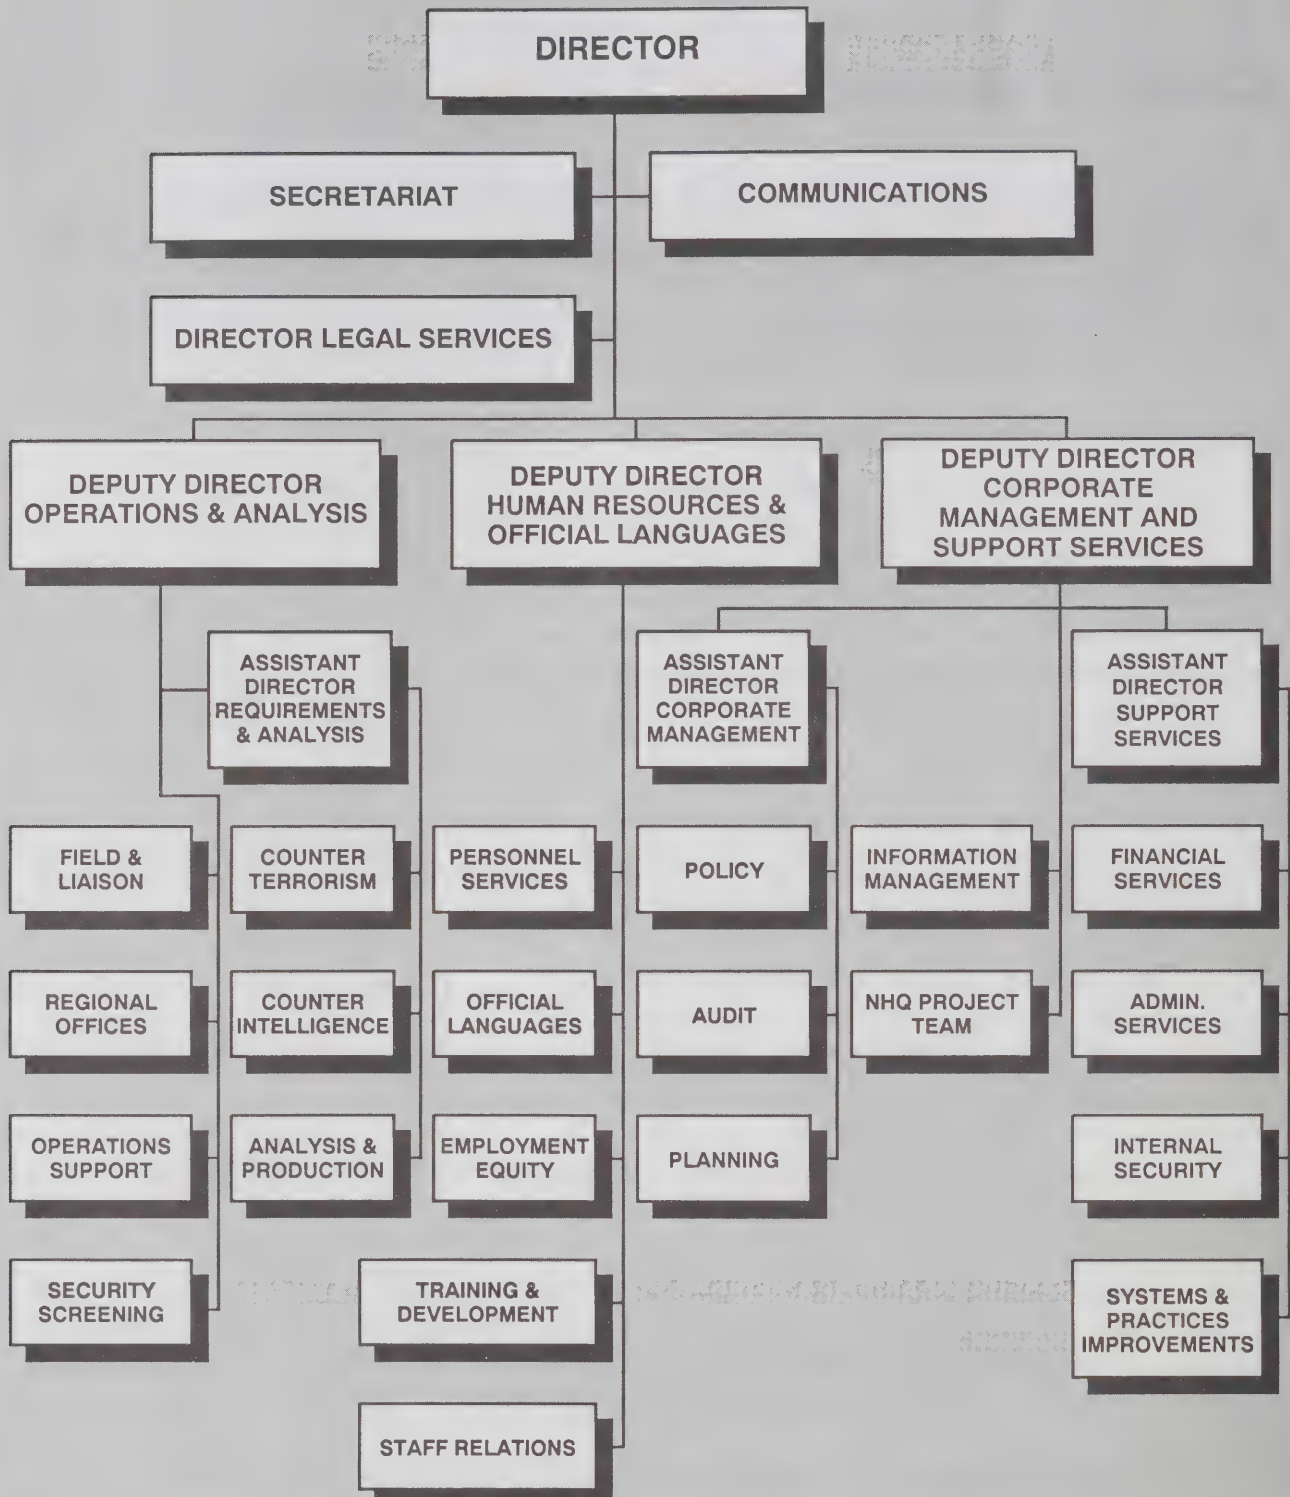 DIRECTOR
SECRETARIAT
COMMUNICATIONS
DIRECTOR LEGAL SERVICES
DEPUTY DIRECTOR
OPERATIONS & ANALYSIS
DEPUTY DIRECTOR
HUMAN RESOURCES &
OFFICIAL LANGUAGES
DEPUTY DIRECTOR
CORPORATE
MANAGEMENT AND
SUPPORT SERVICES
ASSISTANT
DIRECTOR
REQUIREMENTS
& ANALYSIS
ASSISTANT
DIRECTOR
CORPORATE
MANAGEMENT
ASSISTANT
DIRECTOR
SUPPORT
SERVICES
FIELD &
LIAISON
COUNTER
TERRORISM
PERSONNEL
SERVICES
POLICY
INFORMATION
MANAGEMENT
FINANCIAL
SERVICES
REGIONAL
OFFICES
COUNTER
INTELLIGENCE
OFFICIAL
LANGUAGES
AUDIT
NHQ PROJECT
TEAM
ADMIN.
SERVICES
OPERATIONS
SUPPORT
ANALYSIS &
PRODUCTION
EMPLOYMENT
EQUITY
PLANNING
INTERNAL
SECURITY
SECURITY
SCREENING
TRAINING &
DEVELOPMENT
SYSTEMS &
PRACTICES
IMPROVEMENTS
STAFF RELATIONS